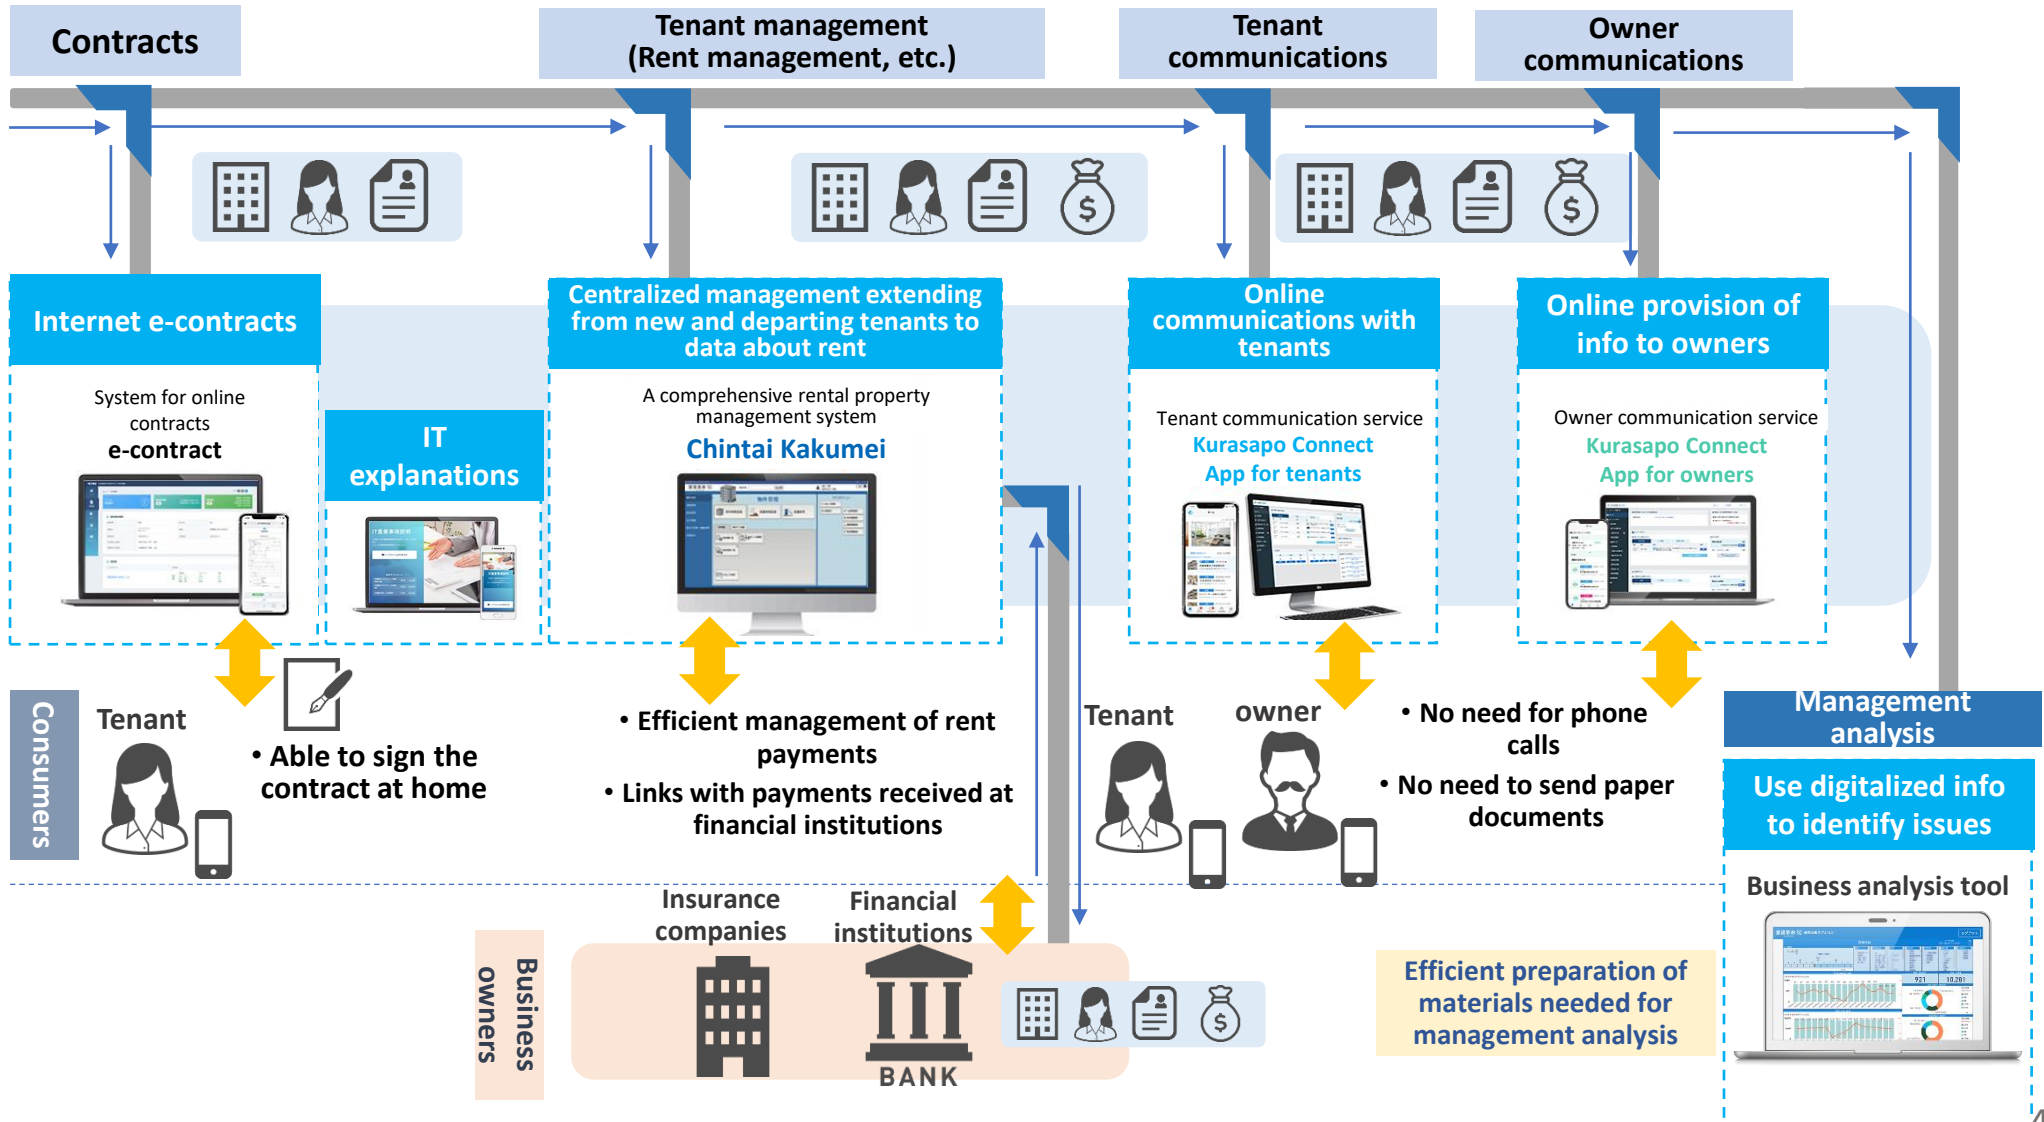 Contracts
Tenant management
(Rent management, etc.)
Tenant
communications
Owner
communications
Internet e-contracts
System for online
contracts
e-contract
IT
explanations
Centralized management extending
from new and departing tenants to
data about rent
A comprehensive rental property
management system
Chintai Kakumei
Online
communications with
tenants
Tenant communication service
Kurasapo Connect
App for tenants
Online provision of
info to owners
Owner communication service
Kurasapo Connect
App for owners
Consumers
Tenant
• Able to sign the
contract at home
• Efficient management of rent
payments
• Links with payments received at
financial institutions
Tenant
owner
• No need for phone
calls
• No need to send paper
documents
Management
analysis
Use digitalized info
to identify issues
Business analysis tool
921
10,201
Business
owners
Insurance
companies
Financial
institutions
BANK
Efficient preparation of
materials needed for
management analysis